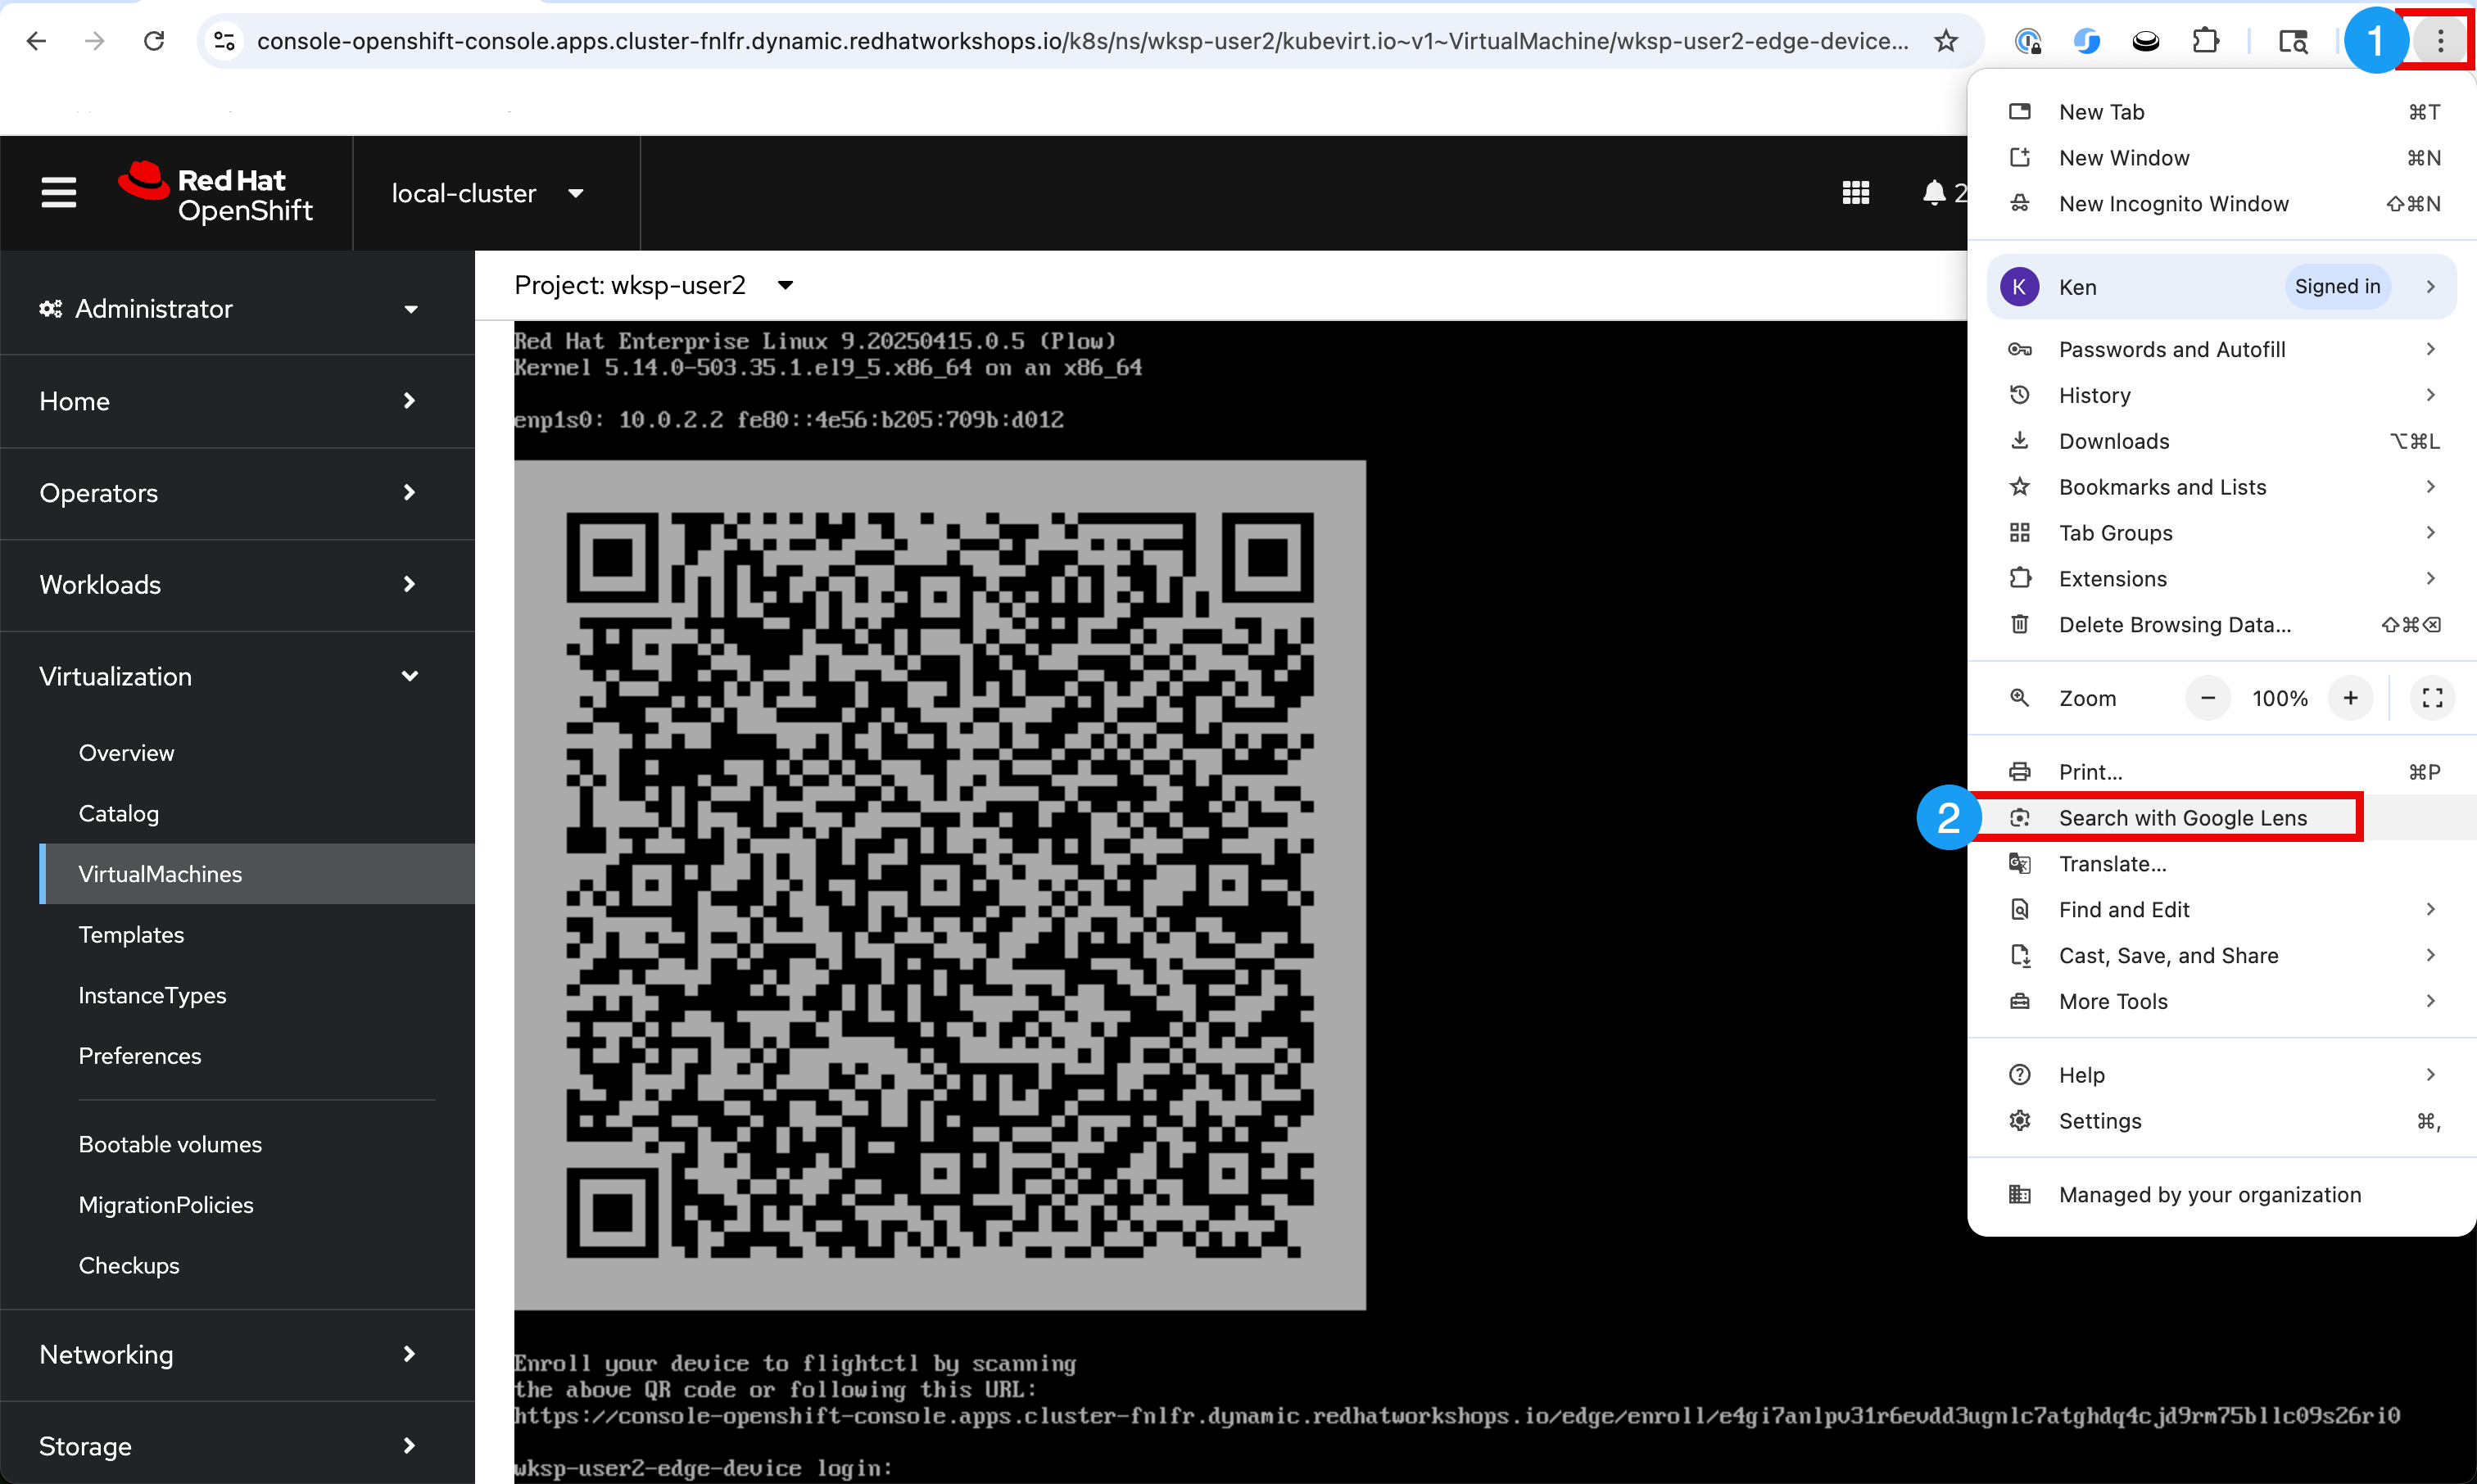 console-openshift-console.apps.cluster-fnlfr.dynamic.redhatworkshops.io/k8s/ns/wksp-user2/kubevirt.io~v1~VirtualMachine/wksp-user2-edge-device...
1
Red Hat
OpenShift
local-cluster
2
Administrator
Home
Operators
Workloads
Virtualization
Overview
Catalog
VirtualMachines
Templates
InstanceTypes
Preferences
Bootable volumes
MigrationPolicies
Checkups
Networking
Storage
Project: wksp-user2
Red Hat Enterprise Linux 9.20250415.0.5 (Plow)
Kernel 5.14.0-503.35.1.el9_5.x86_64 on an x86_64
enp1s0: 10.0.2.2 fe80::4e56:b205:709b:d012
Enroll your device to flightctl by scanning
the above QR code or following this URL:
https://console-openshift-console.apps.cluster-fnlfr.dynamic.redhatworkshops.io/edge/enroll/e4gi7anlpv31r6evdd3ugnlc7atghdq4cjd9rm75bllc09s26ri0
wksp-user2-edge-device login:
New Tab ⌘T
New Window ⌘N
New Incognito Window ⇧⌘N
K Ken Signed in
Passwords and Autofill
History
Downloads ⌥⌘L
Bookmarks and Lists
Tab Groups
Extensions
Delete Browsing Data... ⇧⌘⌫
Zoom − 100% +
Print... ⌘P
2 Search with Google Lens
Translate...
Find and Edit
Cast, Save, and Share
More Tools
Help
Settings ⌘,
Managed by your organization